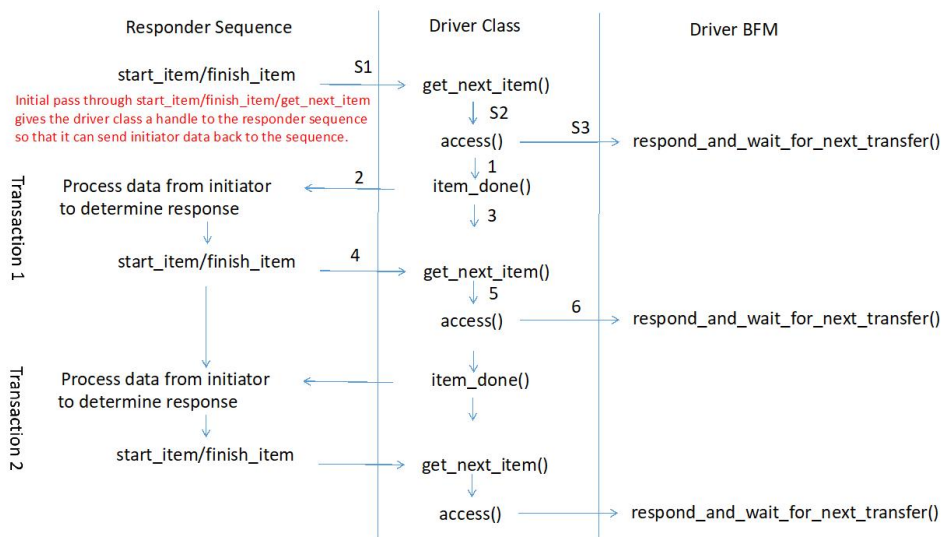 Responder Sequence
Driver Class
Driver BFM
start_item/finish_item
S1
get_next_item()
Initial pass through start_item/finish_item/get_next_item
gives the driver class a handle to the responder sequence
so that it can send initiator data back to the sequence.
S2
S3
access()
respond_and_wait_for_next_transfer()
1
Transaction 1
Process data from initiator
to determine response
2
item_done()
3
start_item/finish_item
4
get_next_item()
5
6
access()
respond_and_wait_for_next_transfer()
Transaction 2
Process data from initiator
to determine response
item_done()
start_item/finish_item
get_next_item()
access()
respond_and_wait_for_next_transfer()